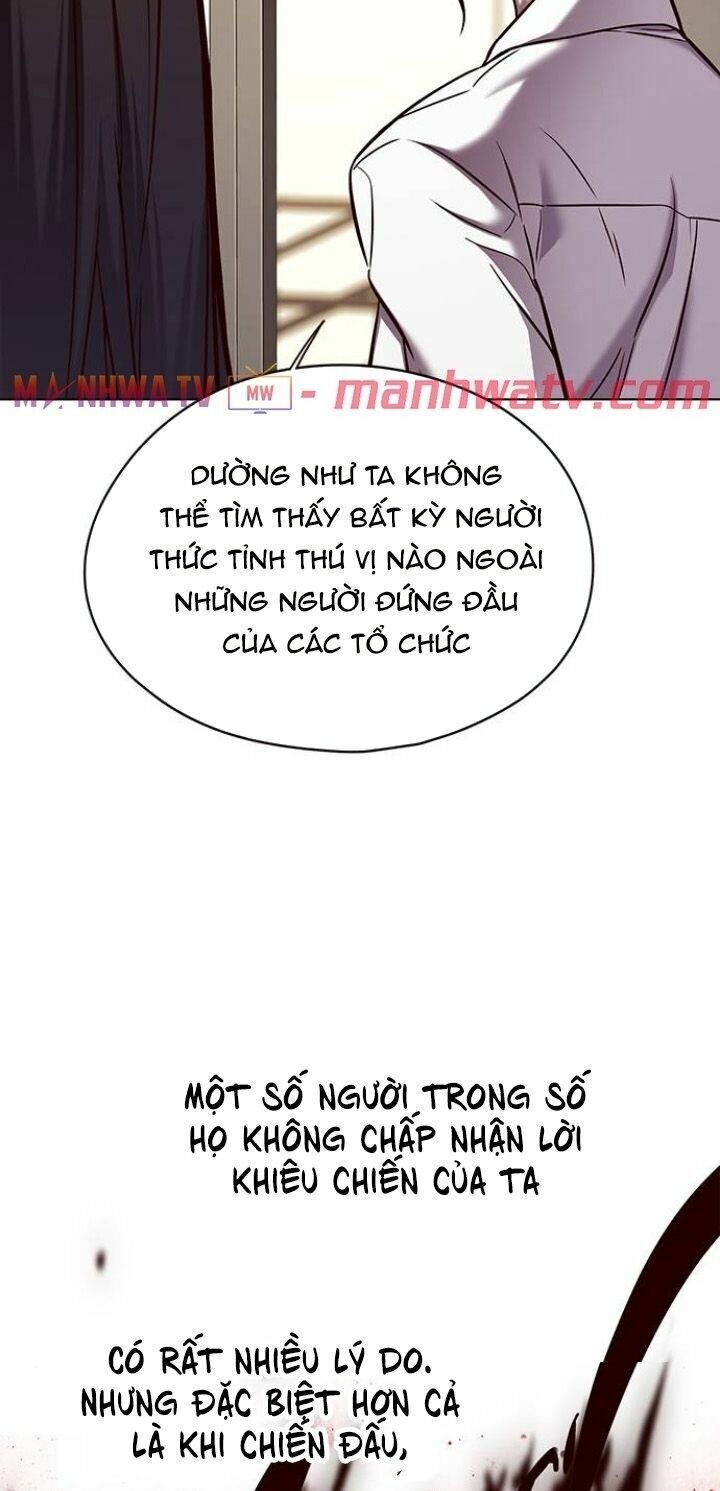 MANHWATV MW - manhwatv.com
DƯỜNG NHƯ TA KHÔNG
THỂ TÌM THẤY BẤT KỲ NGƯỜI
THỨC TỈNH THÚ VỊ NÀO NGOÀI
NHỮNG NGƯỜI ĐỨNG ĐẦU
CỦA CÁC TỔ CHỨC
MỘT SỐ NGƯỜI TRONG SỐ
HỌ KHÔNG CHẤP NHẬN LỜI
KHIÊU CHIẾN CỦA TA
CÓ RẤT NHIỀU LÝ DO.
NHƯNG ĐẶC BIỆT HƠN CẢ
LÀ KHI CHIẾN ĐẤU,